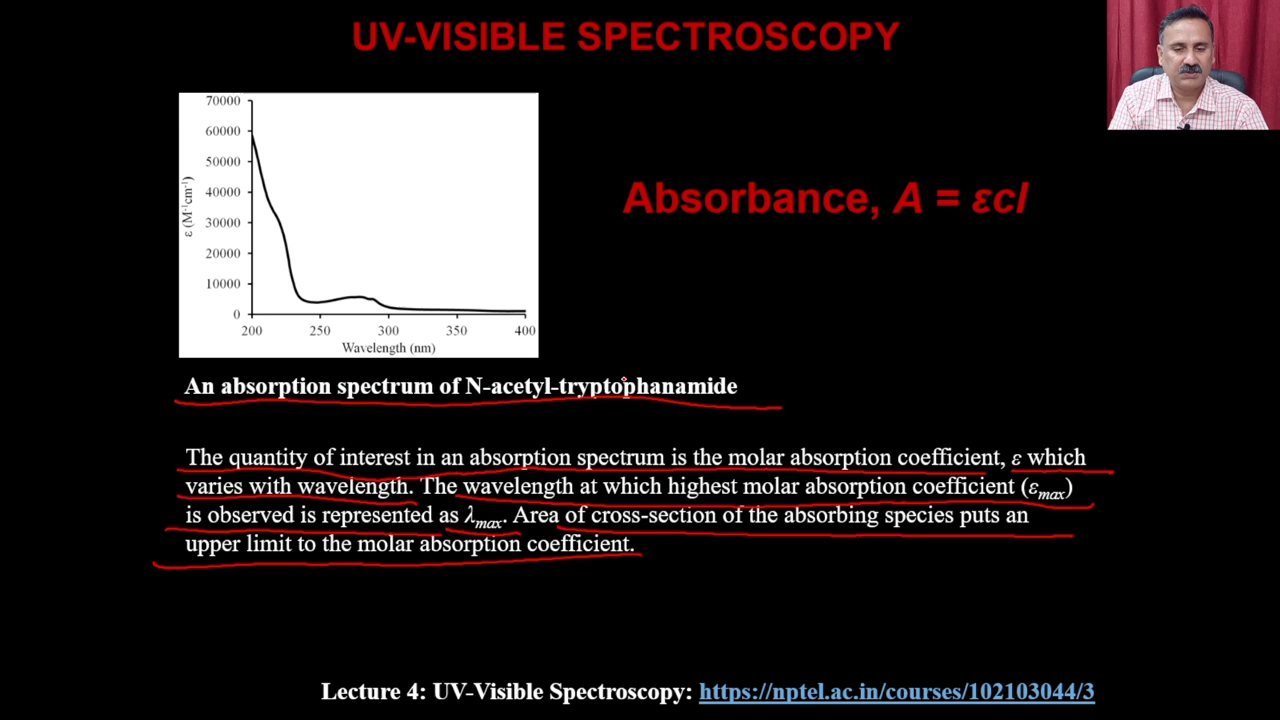 UV-VISIBLE SPECTROSCOPY
70000
60000
50000
40000
30000
20000
10000
0
ε (M⁻¹cm⁻¹)
200 250 300 350 400
Wavelength (nm)
Absorbance, A = εcl
An absorption spectrum of N-acetyl-tryptophanamide
The quantity of interest in an absorption spectrum is the molar absorption coefficient, ε which
varies with wavelength. The wavelength at which highest molar absorption coefficient (εmax)
is observed is represented as λmax. Area of cross-section of the absorbing species puts an
upper limit to the molar absorption coefficient.
Lecture 4: UV-Visible Spectroscopy: https://nptel.ac.in/courses/102103044/3